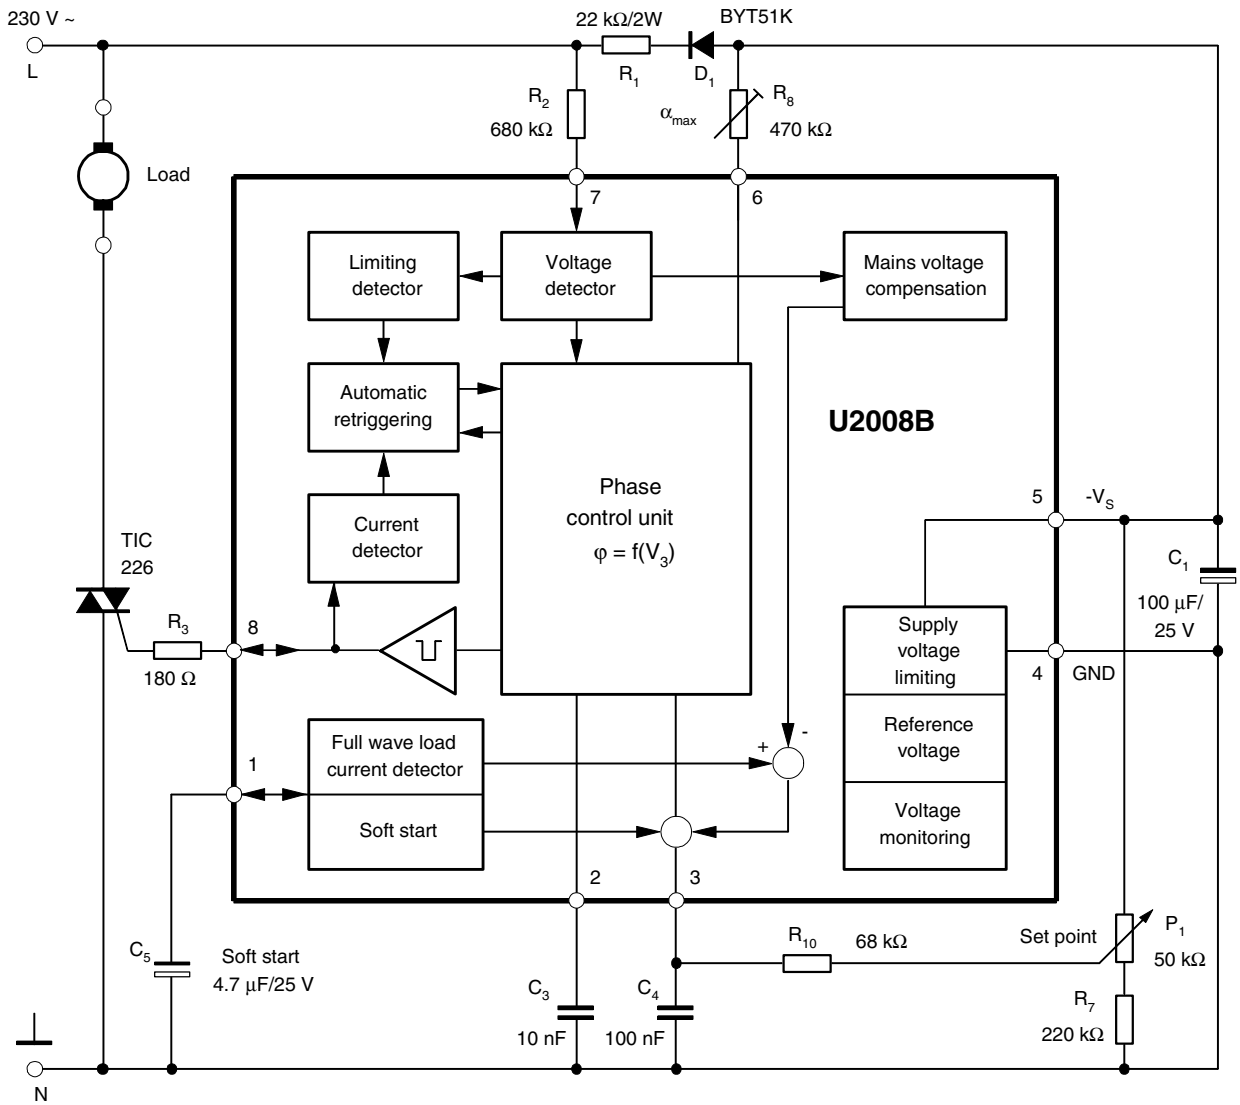 230 V ~
22 kΩ/2W
BYT51K
L
R1
D1
R2
680 kΩ
αmax
R8
470 kΩ
Load
7
6
Limiting
detector
Voltage
detector
Mains voltage
compensation
Automatic
retriggering
U2008B
Phase
control unit
φ = f(V3)
Current
detector
5
-VS
TIC
226
C1
100 μF/
25 V
R3
180 Ω
8
Supply
voltage
limiting
4
GND
Full wave load
current detector
Reference
voltage
+
-
1
Soft start
Voltage
monitoring
2
3
C5
Soft start
4.7 μF/25 V
R10
68 kΩ
Set point
P1
50 kΩ
C3
10 nF
C4
100 nF
R7
220 kΩ
N